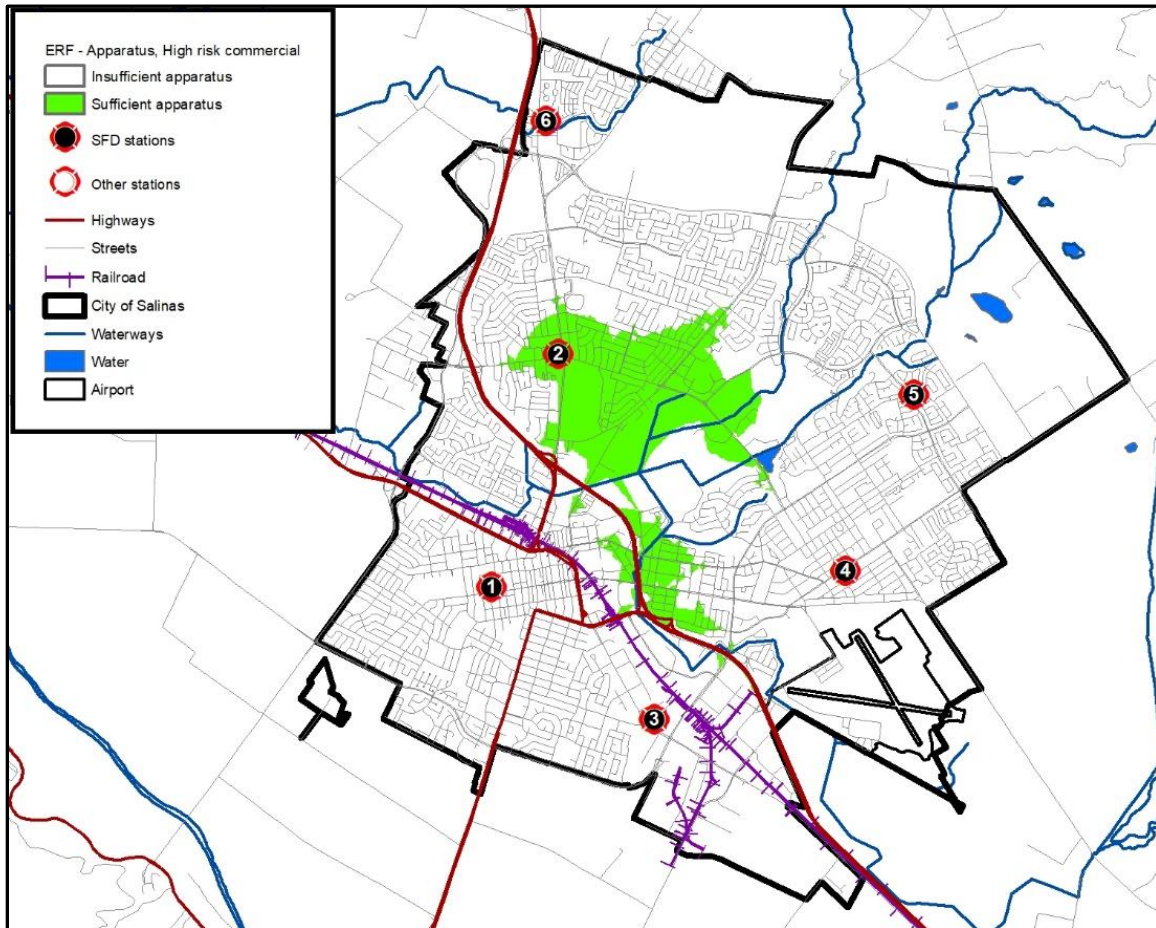 ERF - Apparatus, High risk commercial
Insufficient apparatus
Sufficient apparatus
SFD stations
Other stations
Highways
Streets
Railroad
City of Salinas
Waterways
Water
Airport
6
2
5
4
1
3